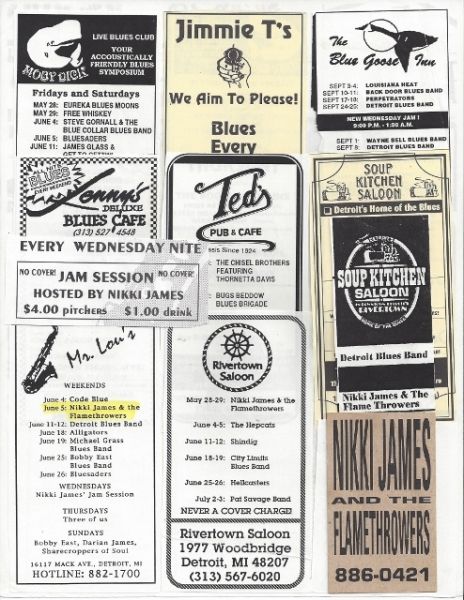 LIVE BLUES CLUB
MOBY DICK
YOUR
ACCOUSTICALLY
FRIENDLY BLUES
SYMPOSIUM
Fridays and Saturdays
MAY 28: EUREKA BLUES MOONS
MAY 29: FREE WHISKEY
JUNE 4: STEVE GORNALL & THE
BLUE COLLAR BLUES BAND
JUNE 5: BLUESADERS
JUNE 11: JAMES GLASS &
Jimmie T's
We Aim To Please!
Blues
Every
The
Blue Goose
Inn
SEPT 3-4: LOUISIANA HEAT
SEPT 10-11: BACK DOOR BLUES BAND
SEPT 17-18: PERPETRATORS
SEPT 24-25: DETROIT BLUES BAND
NEW WEDNESDAY JAM!
9:00 P.M. - 1:00 A.M.
SEPT 1: WAYNE BELL BLUES BAND
SEPT 8: DETROIT BLUES BAND
BLUES
EVERY WEEKEND
Lenny's
DELUXE
BLUES CAFE
(313) 527 4548
EVERY WEDNESDAY NITE
NO COVER!
JAM SESSION
NO COVER!
HOSTED BY NIKKI JAMES
$4.00 pitchers
$1.00 drink
Ted's
PUB & CAFE
Since 1924
THE CHISEL BROTHERS
FEATURING
THORNETTA DAVIS
BUGS BEDDOW
BLUES BRIGADE
SOUP
KITCHEN
SALOON
Detroit's Home of the Blues
DETROIT'S
SOUP KITCHEN
SALOON
RIVERTOWN
HOME OF THE BLUES
Detroit Blues Band
Nikki James & The
Flame Throwers
Mr. Lou's
WEEKENDS
June 4: Code Blue
June 5: Nikki James & the
Flamethrowers
June 11-12: Detroit Blues Band
June 18: Alligators
June 19: Michael Grass
Blues Band
June 25: Bobby East
Blues Band
June 26: Bluesaders
WEDNESDAYS
Nikki James' Jam Session
THURSDAYS
Three of us
SUNDAYS
Bobby East, Darian James,
Sharecroppers of Soul
16117 MACK AVE., DETROIT, MI
HOTLINE: 882-1700
Rivertown
Saloon
May 28-29: Nikki James & the
Flamethrowers
June 4-5: The Hepcats
June 11-12: Shindig
June 18-19: City Limits
Blues Band
June 25-26: Hellcasters
July 2-3: Pat Savage Band
NEVER A COVER CHARGE!
Rivertown Saloon
1977 Woodbridge
Detroit, MI 48207
(313) 567-6020
NIKKI JAMES
AND THE
FLAMETHROWERS
886-0421